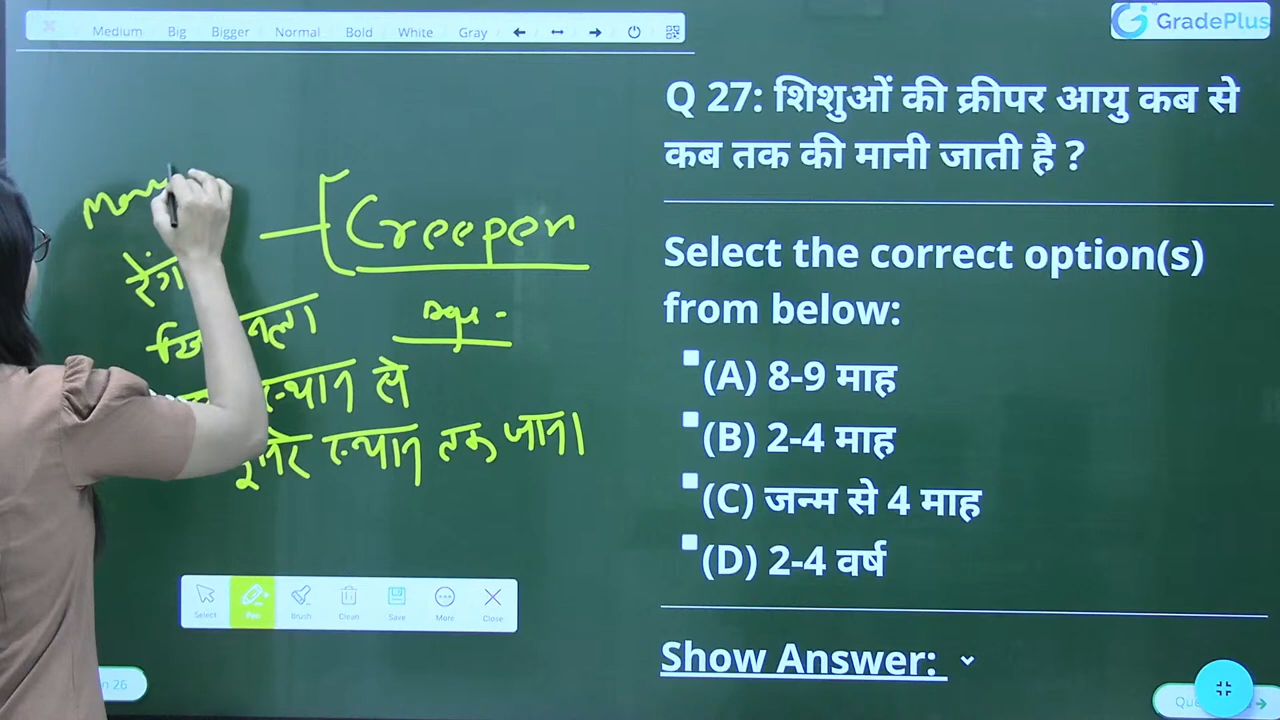 Medium Big Bigger Normal Bold White Gray
GradePlus
Q 27: शिशुओं की क्रीपर आयु कब से
कब तक की मानी जाती है ?
Select the correct option(s)
from below:
(A) 8-9 माह
(B) 2-4 माह
(C) जन्म से 4 माह
(D) 2-4 वर्ष
Show Answer:
Creeper
Age -
स्थान से
स्थान तक जाना
Select Pen Brush Clean Save More Close
26